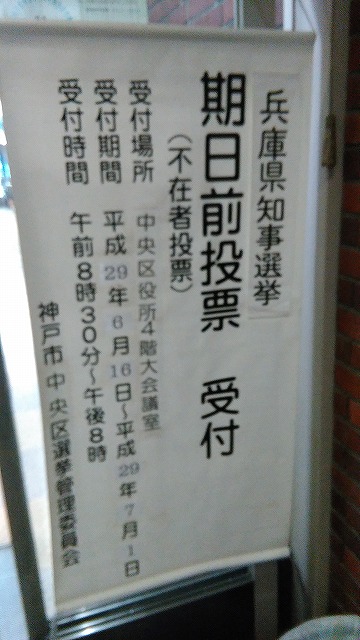 兵庫県知事選挙
期日前投票 受付
(不在者投票)
受付場所 中央区役所4階大会議室
受付期間 平成29年6月16日~平成29年7月1日
受付時間 午前8時30分~午後8時
神戸市中央区選挙管理委員会